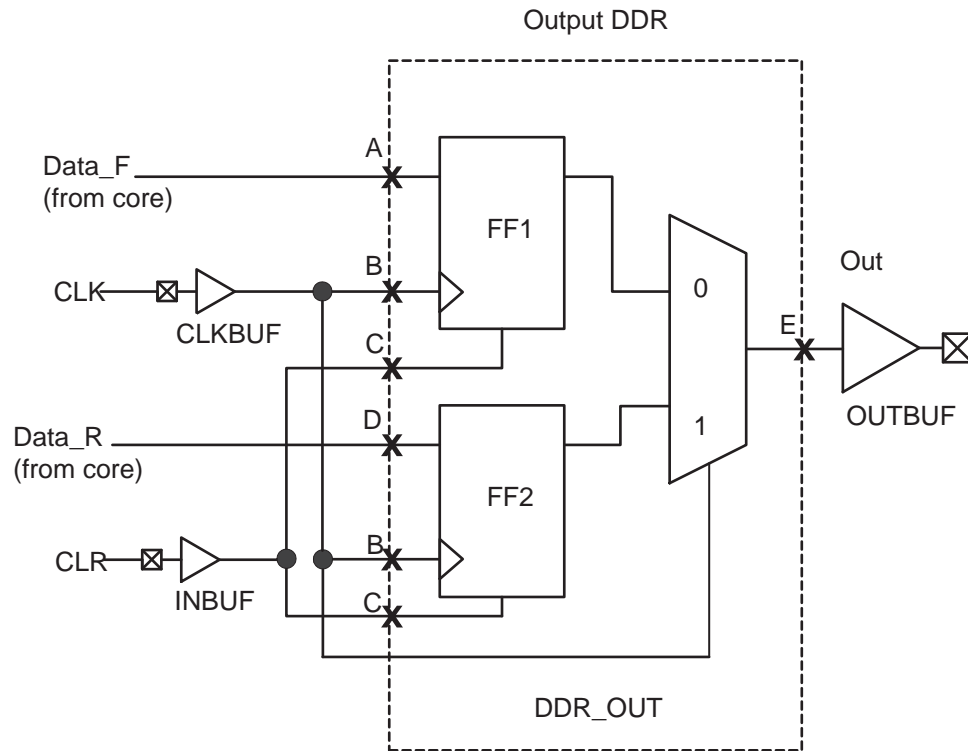 Output DDR
A
Data_F
(from core)
FF1
B
Out
CLK
0
CLKBUF
E
C
D
OUTBUF
Data_R
(from core)
1
FF2
B
CLR
C
INBUF
DDR_OUT